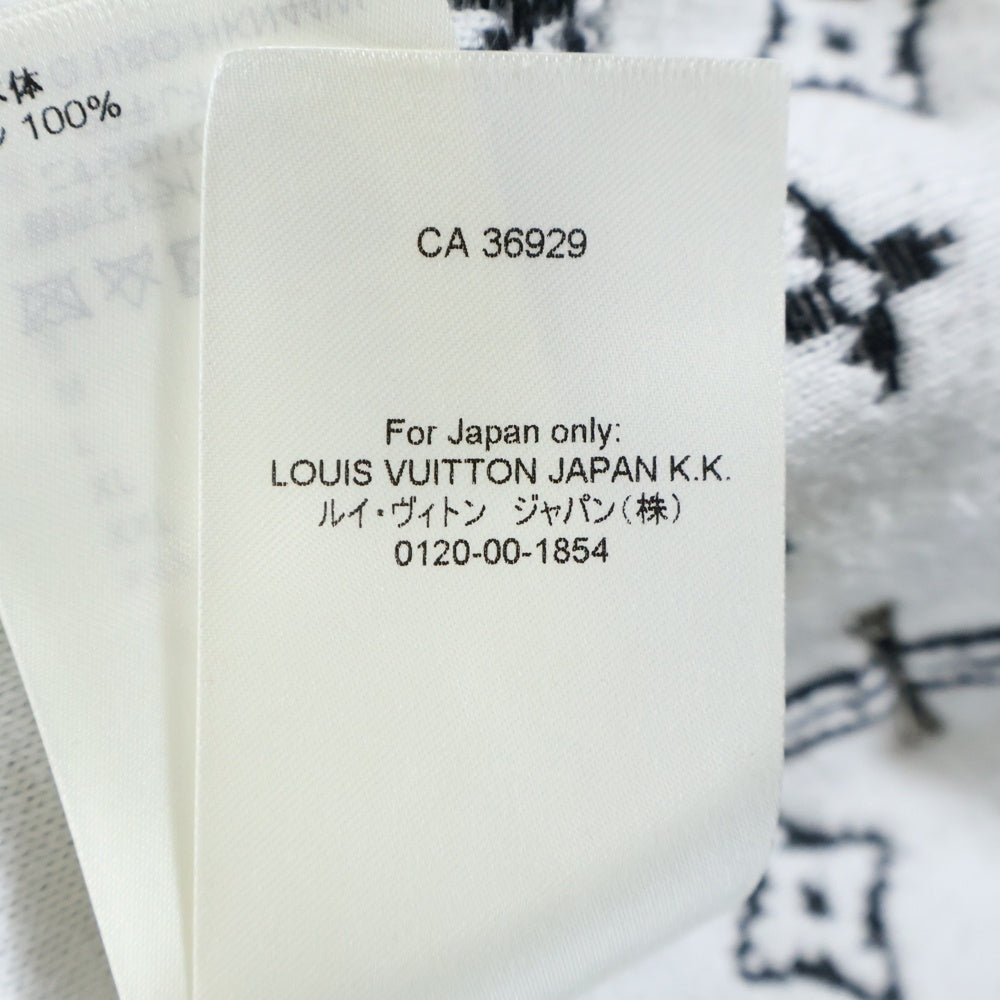 体
100%
CA 36929
For Japan only:
LOUIS VUITTON JAPAN K.K.
ルイ・ヴィトン ジャパン(株)
0120-00-1854